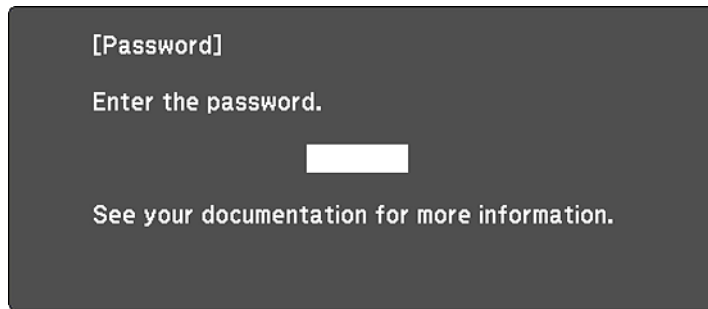 [Password]
Enter the password.
See your documentation for more information.